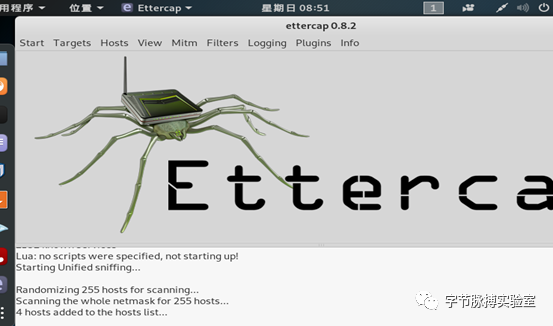 用程序 位置 Ettercap 星期日 08:51 1
ettercap 0.8.2
Start Targets Hosts View Mitm Filters Logging Plugins Info
Etterca
Lua: no scripts were specified, not starting up!
Starting Unified sniffing...
Randomizing 255 hosts for scanning...
Scanning the whole netmask for 255 hosts...
4 hosts added to the hosts list...
字节脉搏实验室